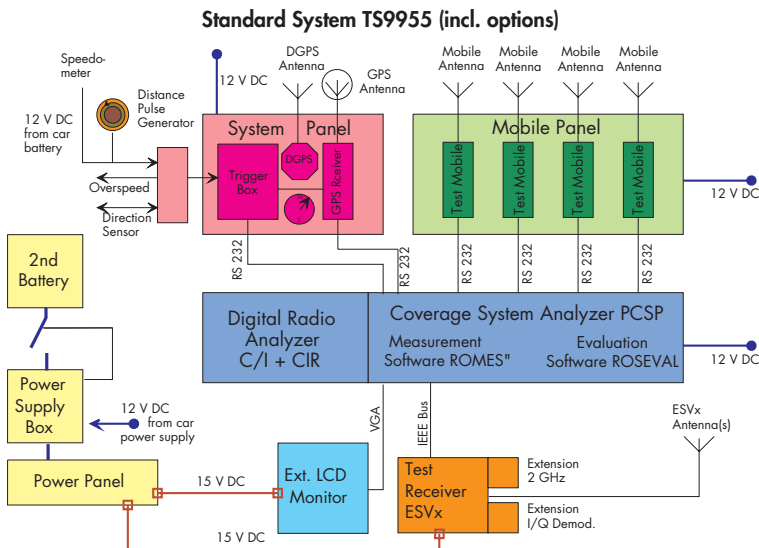 Standard System TS9955 (incl. options)
Speedo-
meter
Distance
Pulse
Generator
12 V DC
from car
battery
Overspeed
Direction
Sensor
12 V DC
DGPS
Antenna
GPS
Antenna
System Panel
Trigger
Box
DGPS
GPS Rceiver
RS 232
RS 232
Mobile
Antenna
Mobile
Antenna
Mobile
Antenna
Mobile
Antenna
Mobile Panel
Test Mobile
Test Mobile
Test Mobile
Test Mobile
12 V DC
RS 232
RS 232
RS 232
RS 232
2nd
Battery
Digital Radio
Analyzer
C/I + CIR
Coverage System Analyzer PCSP
Measurement
Software ROMES"
Evaluation
Software ROSEVAL
12 V DC
Power
Supply
Box
12 V DC
from car
power supply
VGA
IEEE Bus
ESVx
Antenna(s)
Power Panel
15 V DC
Ext. LCD
Monitor
Test
Receiver
ESVx
Extension
2 GHz
Extension
I/Q Demod.
15 V DC